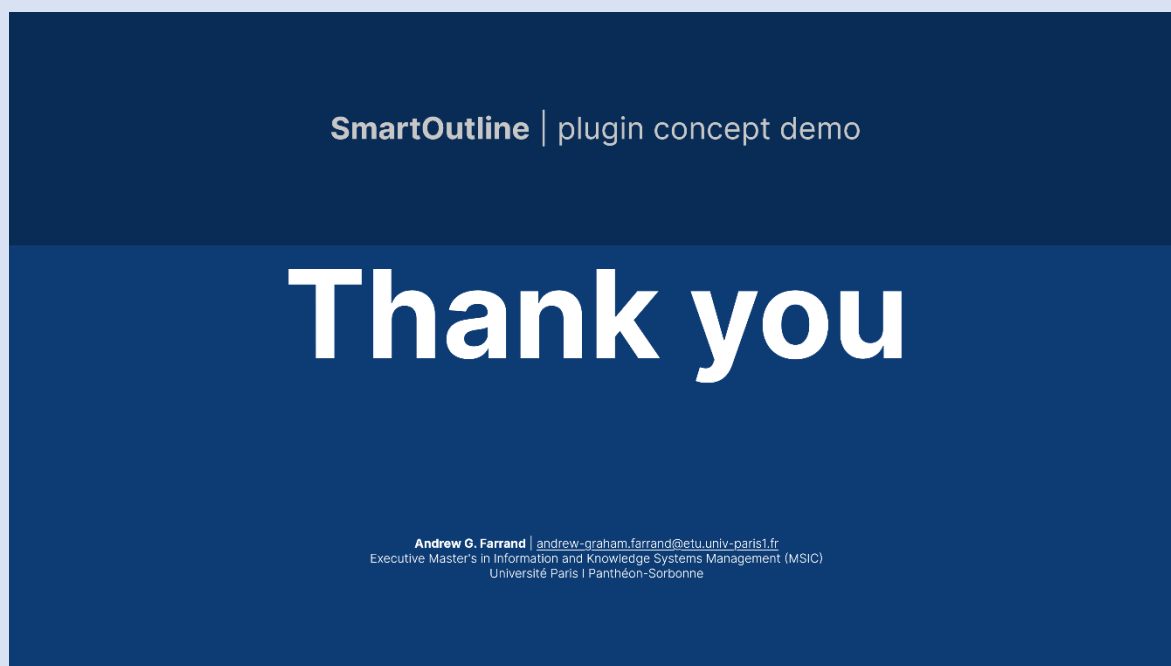 SmartOutline | plugin concept demo
Thank you
Andrew G. Farrand | andrew-graham.farrand@etu.univ-paris1.fr
Executive Master's in Information and Knowledge Systems Management (MSIC)
Université Paris I Panthéon-Sorbonne